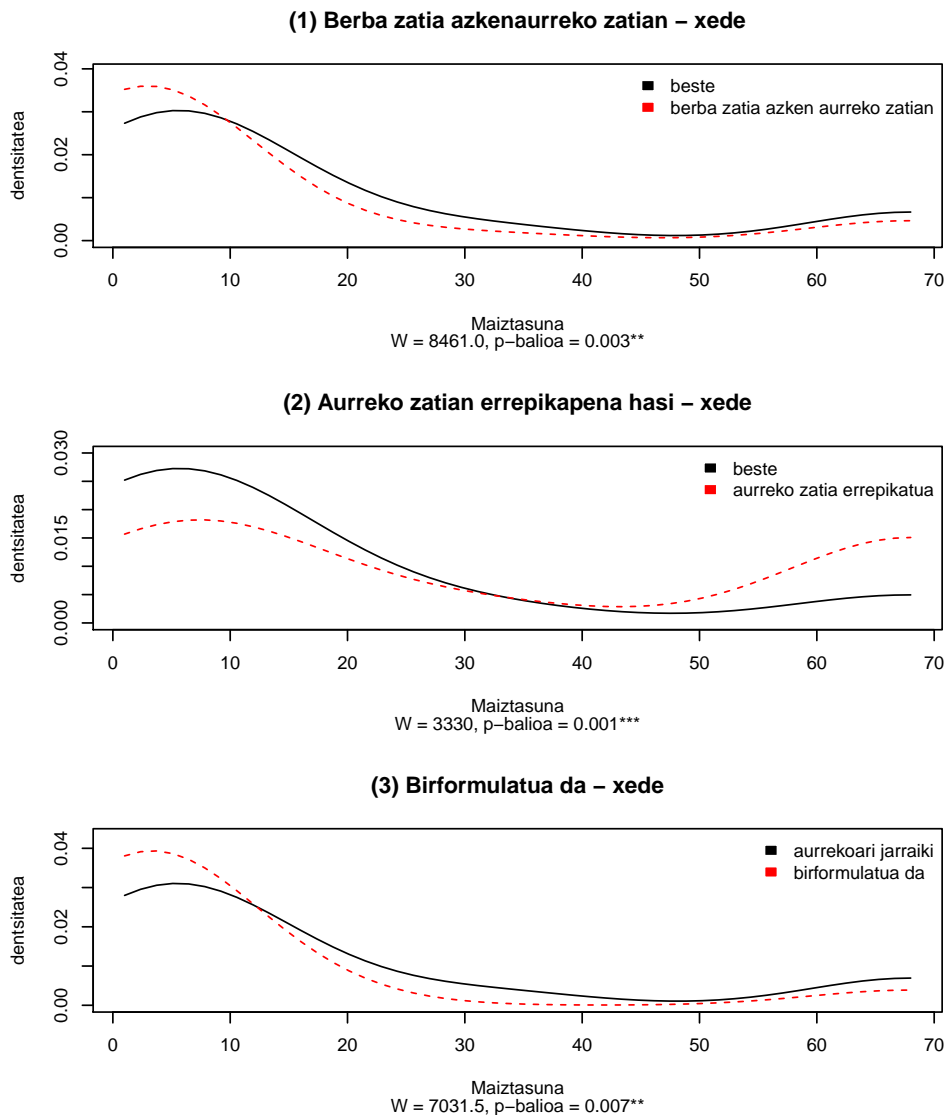 (1) Berba zatia azkenaurreko zatian – xede
0.04
0.02
0.00
dentsitatea
beste
berba zatia azken aurreko zatian
0 10 20 30 40 50 60 70
Maiztasuna
W = 8461.0, p−balioa = 0.003**
(2) Aurreko zatian errepikapena hasi – xede
0.030
0.015
0.000
dentsitatea
beste
aurreko zatia errepikatua
0 10 20 30 40 50 60 70
Maiztasuna
W = 3330, p−balioa = 0.001***
(3) Birformulatua da – xede
0.04
0.02
0.00
dentsitatea
aurrekoari jarraiki
birformulatua da
0 10 20 30 40 50 60 70
Maiztasuna
W = 7031.5, p−balioa = 0.007**